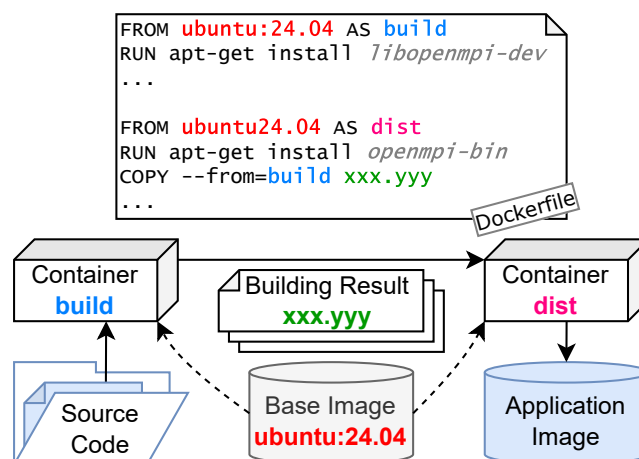 FROM ubuntu:24.04 AS build
RUN apt-get install libopenmpi-dev
...
FROM ubuntu24.04 AS dist
RUN apt-get install openmpi-bin
COPY --from=build xxx.yyy
...
Dockerfile
Container
build
Building Result
xxx.yyy
Container
dist
Source
Code
Base Image
ubuntu:24.04
Application
Image